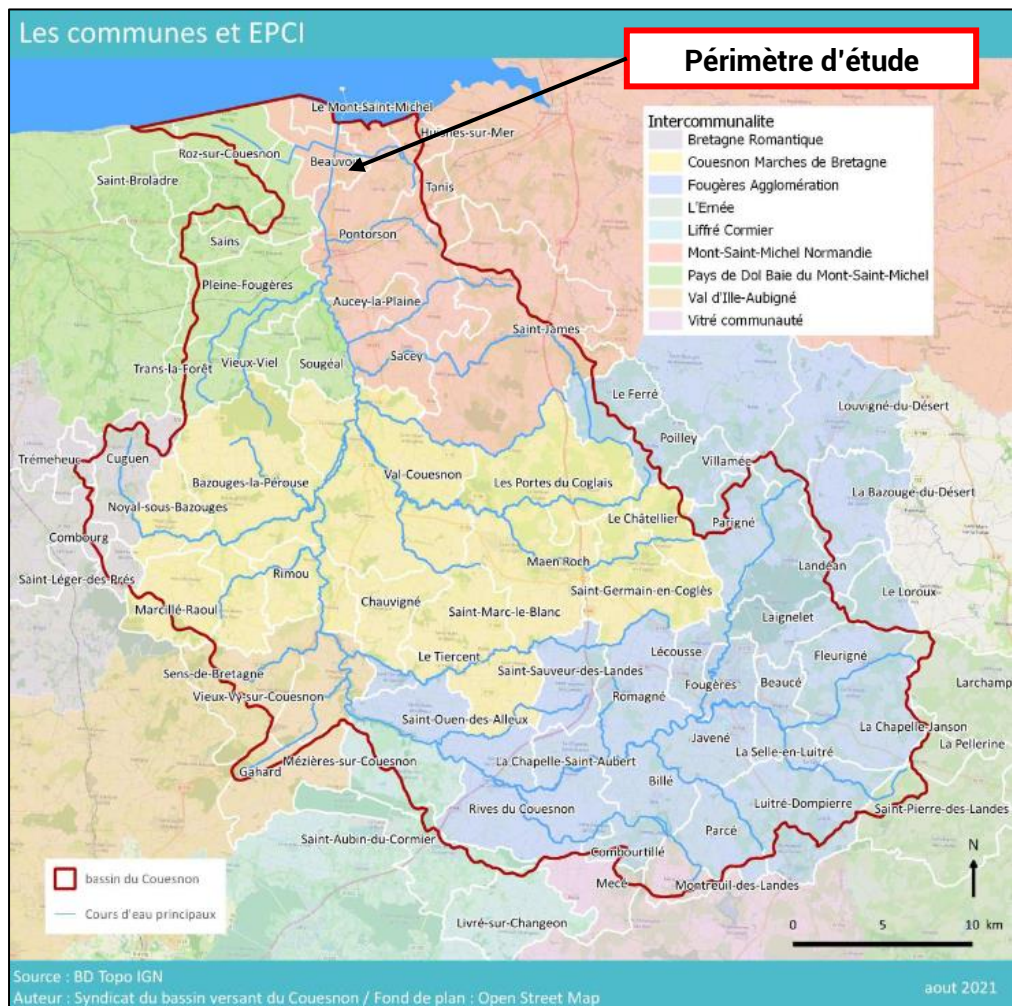 Les communes et EPCI
Périmètre d'étude
Le Mont-Saint-Michel
Huisnes-sur-Mer
Intercommunalite
Bretagne Romantique
Couesnon Marches de Bretagne
Fougères Agglomération
L'Ernée
Liffré Cormier
Mont-Saint-Michel Normandie
Pays de Dol Baie du Mont-Saint-Michel
Val d'Ille-Aubigné
Vitré communauté
Roz-sur-Couesnon
Saint-Broladre
Tanis
Pontorson
Sains
Pleine-Fougères
Aucey-la-Plaine
Saint-James
Sacey
Vieux-Viel
Sougéal
Trans-la-Forêt
Le Ferré
Louvigné-du-Désert
Poilley
Villamée
Trémeheuc
Cuguen
Val-Couesnon
Bazouges-la-Pérouse
Les Portes du Coglais
La Bazouge-du-Désert
Noyal-sous-Bazouges
Le Châtellier
Parigné
Combourg
Maen Roch
Landéan
Saint-Léger-des-Prés
Rimou
Saint-Germain-en-Coglès
Le Loroux
Marcillé-Raoul
Chauvigné
Saint-Marc-le-Blanc
Laignelet
Le Tiercent
Lécousse
Fleurigné
Sens-de-Bretagne
Saint-Sauveur-des-Landes
Fougères
Beaucé
Larchamp
Vieux-Vy-sur-Couesnon
Romagné
Saint-Ouen-des-Alleux
La Chapelle-Janson
Javené
La Selle-en-Luitré
La Pellerine
Mézières-sur-Couesnon
La Chapelle-Saint-Aubert
Gahard
Billé
Rives du Couesnon
Luitré-Dompierre
Saint-Pierre-des-Landes
Parcé
Saint-Aubin-du-Cormier
Combourtillé
N
bassin du Couesnon
Mecé
Montreuil-des-Landes
Cours d'eau principaux
Livré-sur-Changeon
0 5 10 km
Source : BD Topo IGN
Auteur : Syndicat du bassin versant du Couesnon / Fond de plan : Open Street Map
aout 2021